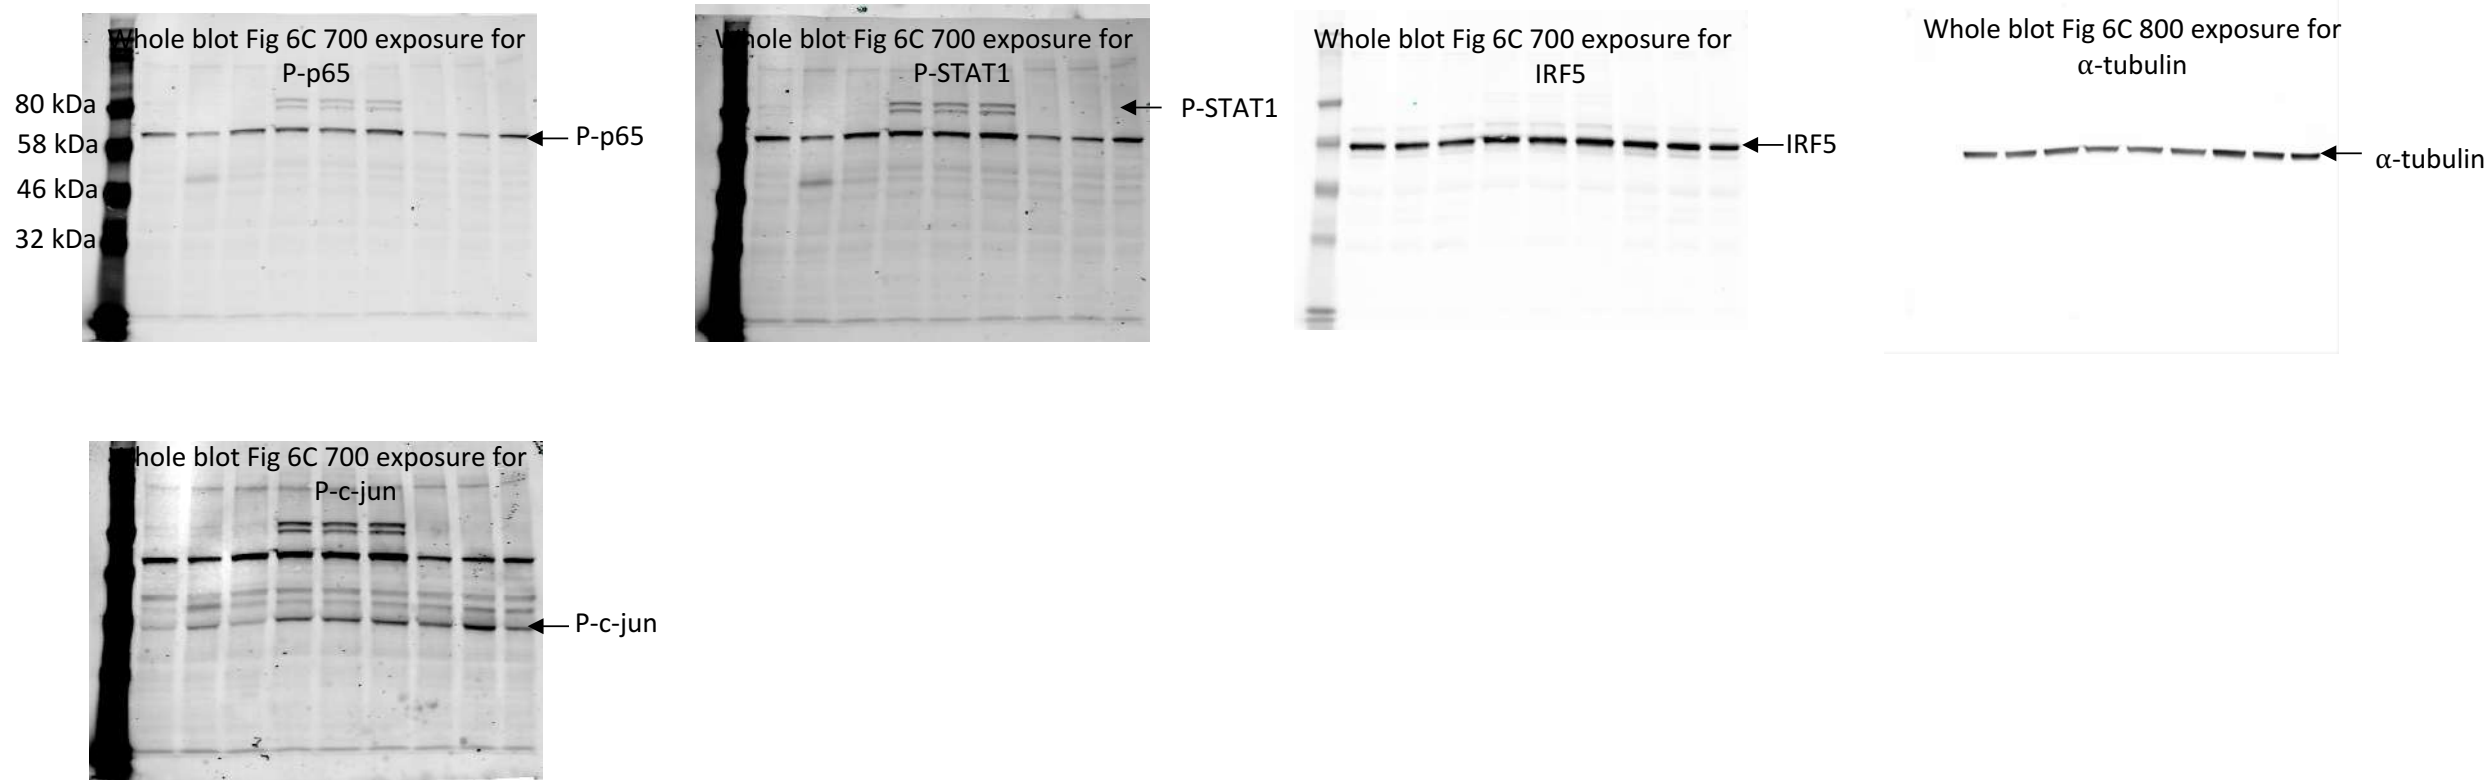 Whole blot Fig 6C 700 exposure for
P-p65
80 kDa
58 kDa
46 kDa
32 kDa
P-p65
Whole blot Fig 6C 700 exposure for
P-STAT1
P-STAT1
Whole blot Fig 6C 700 exposure for
IRF5
IRF5
Whole blot Fig 6C 800 exposure for
α-tubulin
α-tubulin
Whole blot Fig 6C 700 exposure for
P-c-jun
P-c-jun